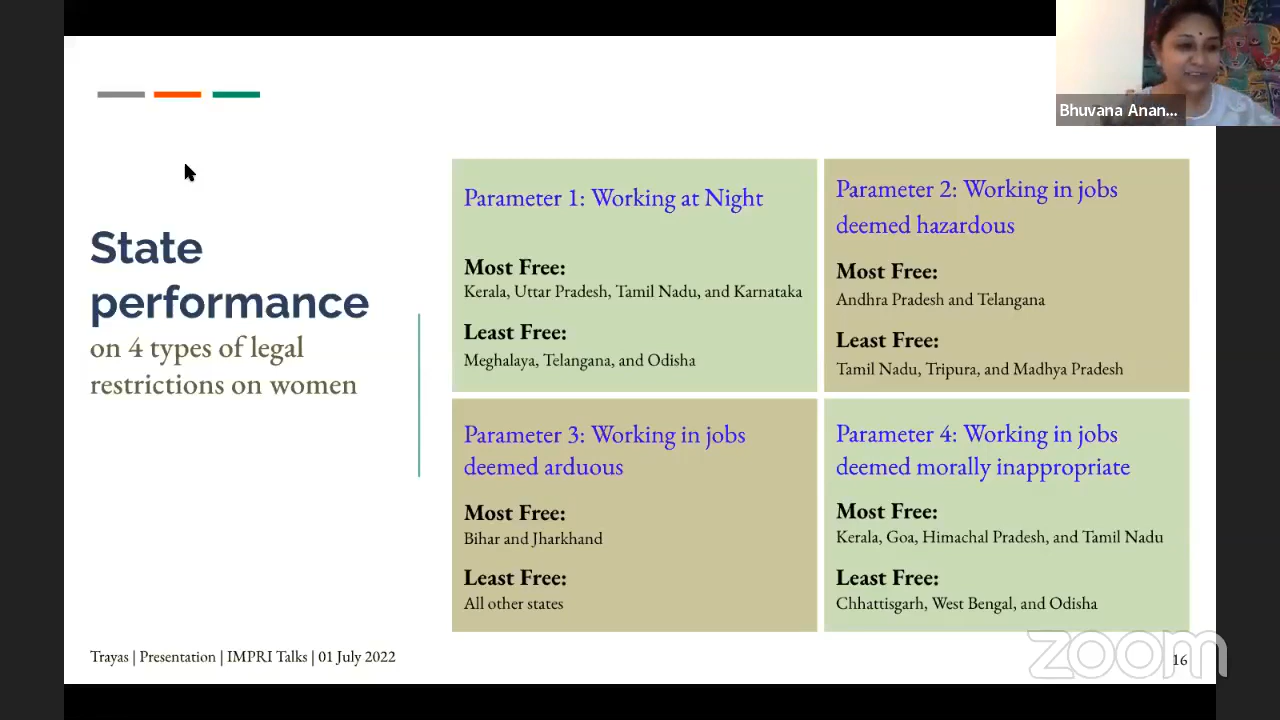 Bhuvana Anan...
State
performance
on 4 types of legal
restrictions on women
Parameter 1: Working at Night
Most Free:
Kerala, Uttar Pradesh, Tamil Nadu, and Karnataka
Least Free:
Meghalaya, Telangana, and Odisha
Parameter 2: Working in jobs
deemed hazardous
Most Free:
Andhra Pradesh and Telangana
Least Free:
Tamil Nadu, Tripura, and Madhya Pradesh
Parameter 3: Working in jobs
deemed arduous
Most Free:
Bihar and Jharkhand
Least Free:
All other states
Parameter 4: Working in jobs
deemed morally inappropriate
Most Free:
Kerala, Goa, Himachal Pradesh, and Tamil Nadu
Least Free:
Chhattisgarh, West Bengal, and Odisha
Trayas | Presentation | IMPRI Talks | 01 July 2022
zoom
16